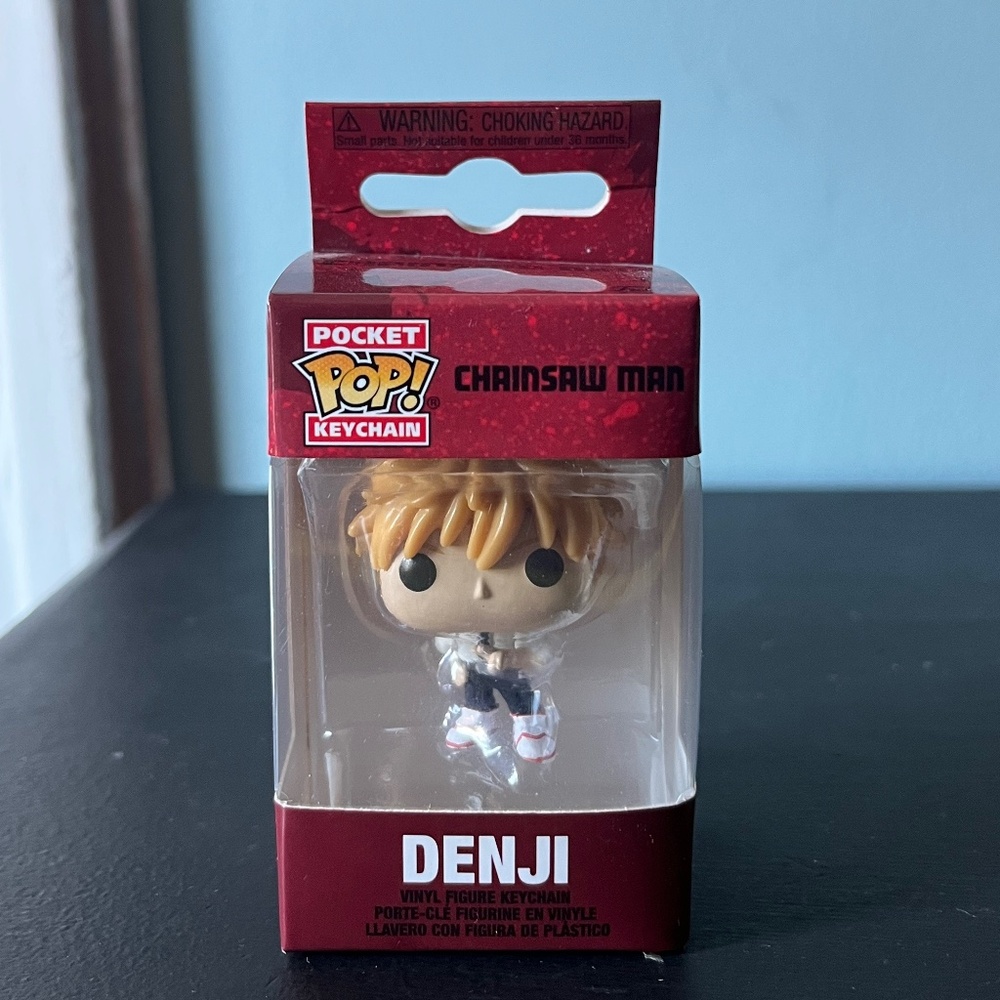 WARNING: CHOKING HAZARD.
Small parts. Not suitable for children under 36 months.
POCKET
POP!®
KEYCHAIN
CHAINSAW MAN
DENJI
VINYL FIGURE KEYCHAIN
PORTE-CLÉ FIGURINE EN VINYLE
LLAVERO CON FIGURA DE PLÁSTICO